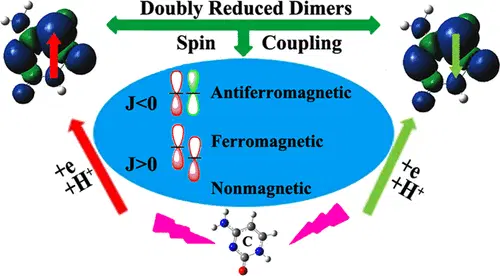 Doubly Reduced Dimers
Spin Coupling
J<0 Antiferromagnetic
Ferromagnetic
J>0
Nonmagnetic
+e
+H⁺
+e
+H⁺
C